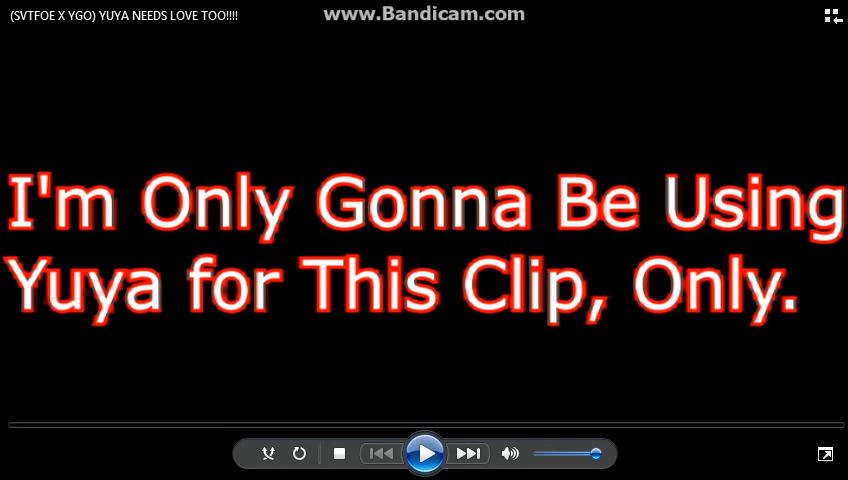 (SVTFOE X YGO) YUYA NEEDS LOVE TOO!!!!
www.Bandicam.com
I'm Only Gonna Be Using
Yuya for This Clip, Only.